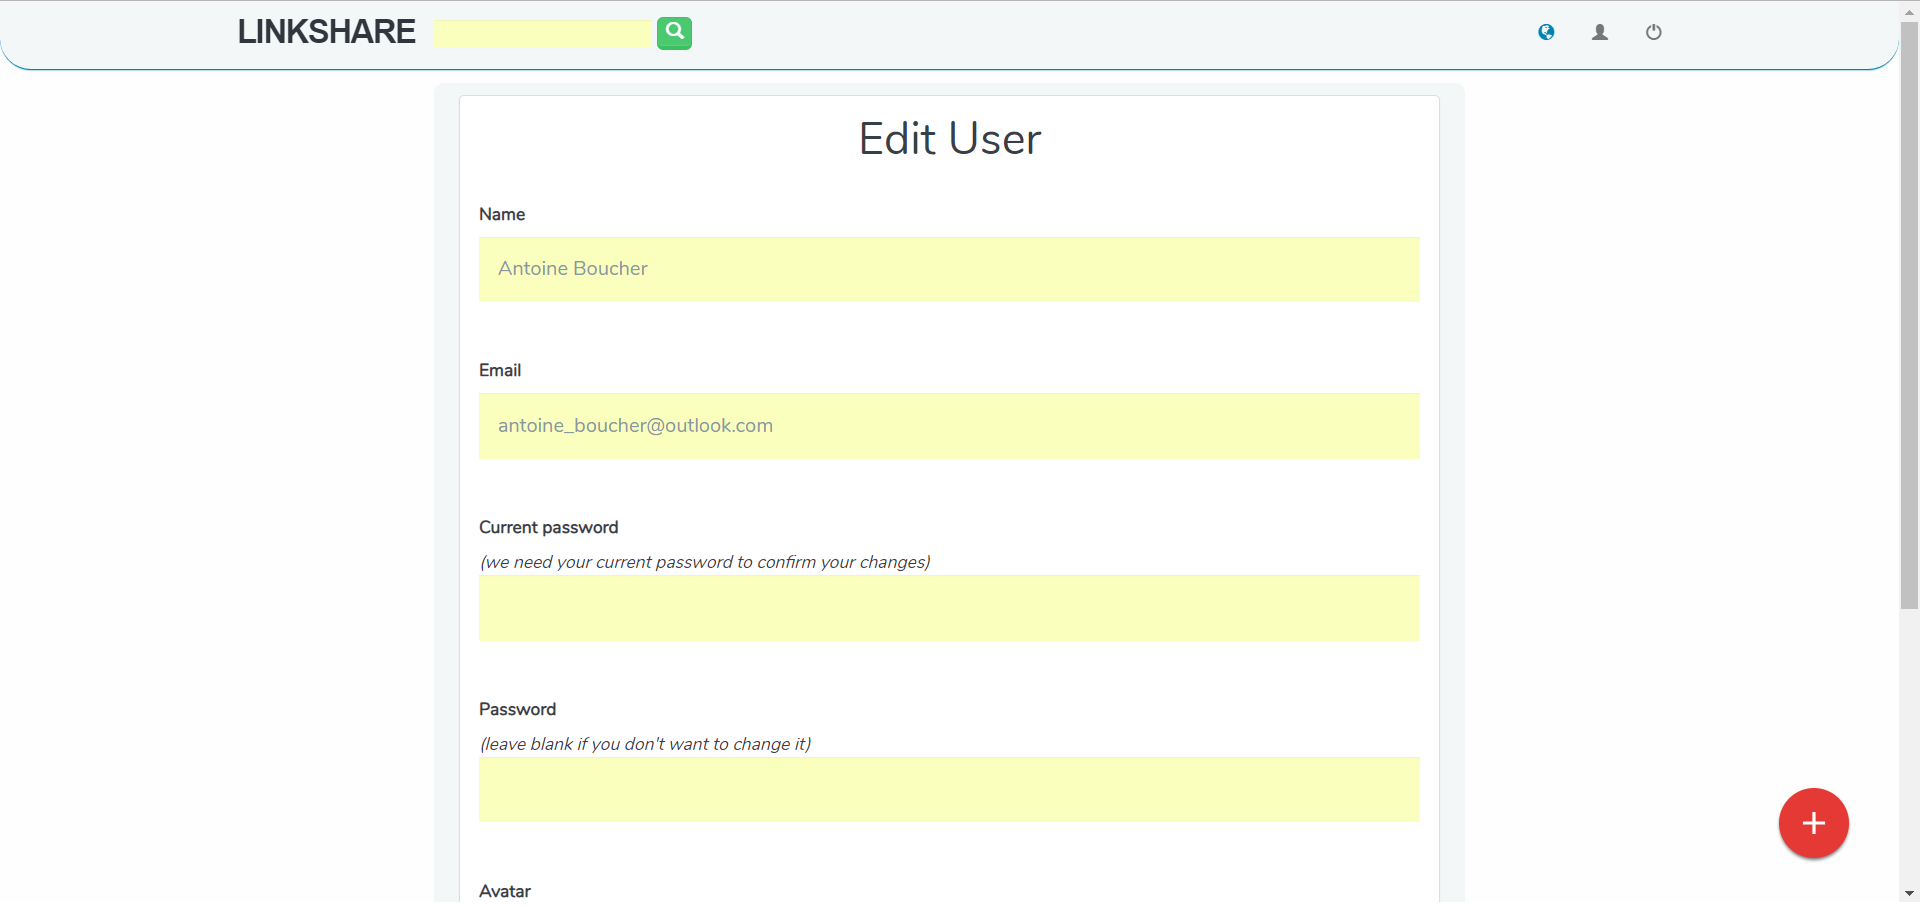 LINKSHARE
Edit User
Name
Antoine Boucher
Email
antoine_boucher@outlook.com
Current password
(we need your current password to confirm your changes)
Password
(leave blank if you don't want to change it)
Avatar